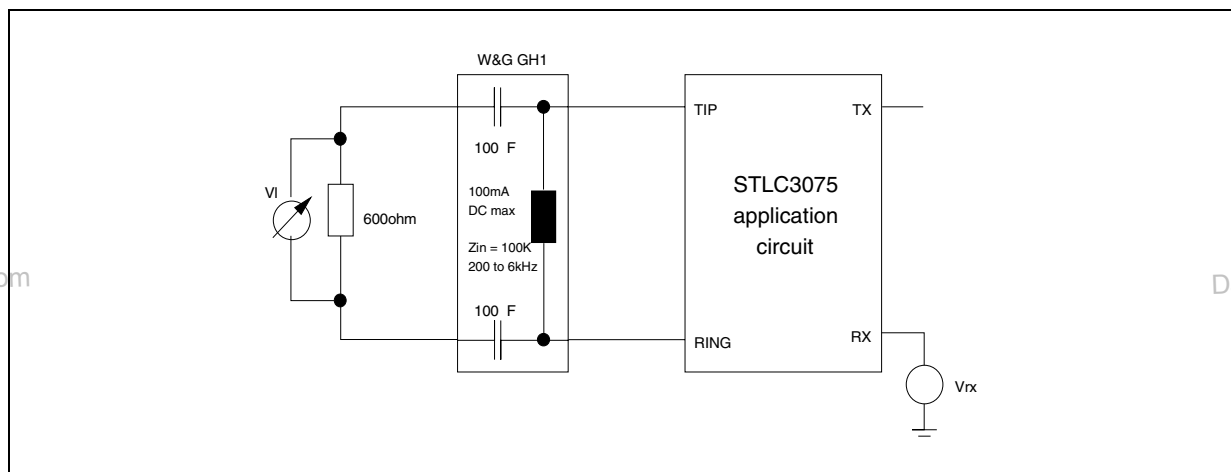 W&G GH1
TIP
TX
100 F
STLC3075
application
circuit
VI
100mA
DC max
600ohm
Zin = 100K
200 to 6kHz
om
D
100 F
RING
RX
Vrx